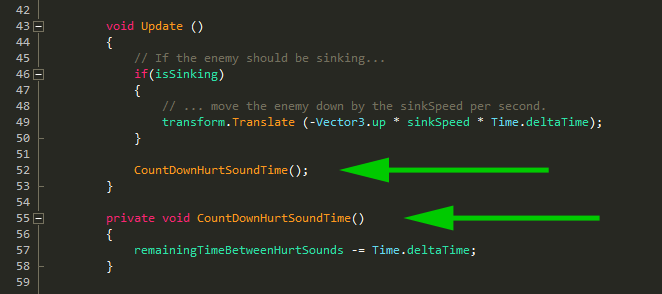 42
43 void Update ()
44 {
45 // If the enemy should be sinking...
46 if(isSinking)
47 {
48 // ... move the enemy down by the sinkSpeed per second.
49 transform.Translate (-Vector3.up * sinkSpeed * Time.deltaTime);
50 }
51
52 CountDownHurtSoundTime();
53 }
54
55 private void CountDownHurtSoundTime()
56 {
57 remainingTimeBetweenHurtSounds -= Time.deltaTime;
58 }
59